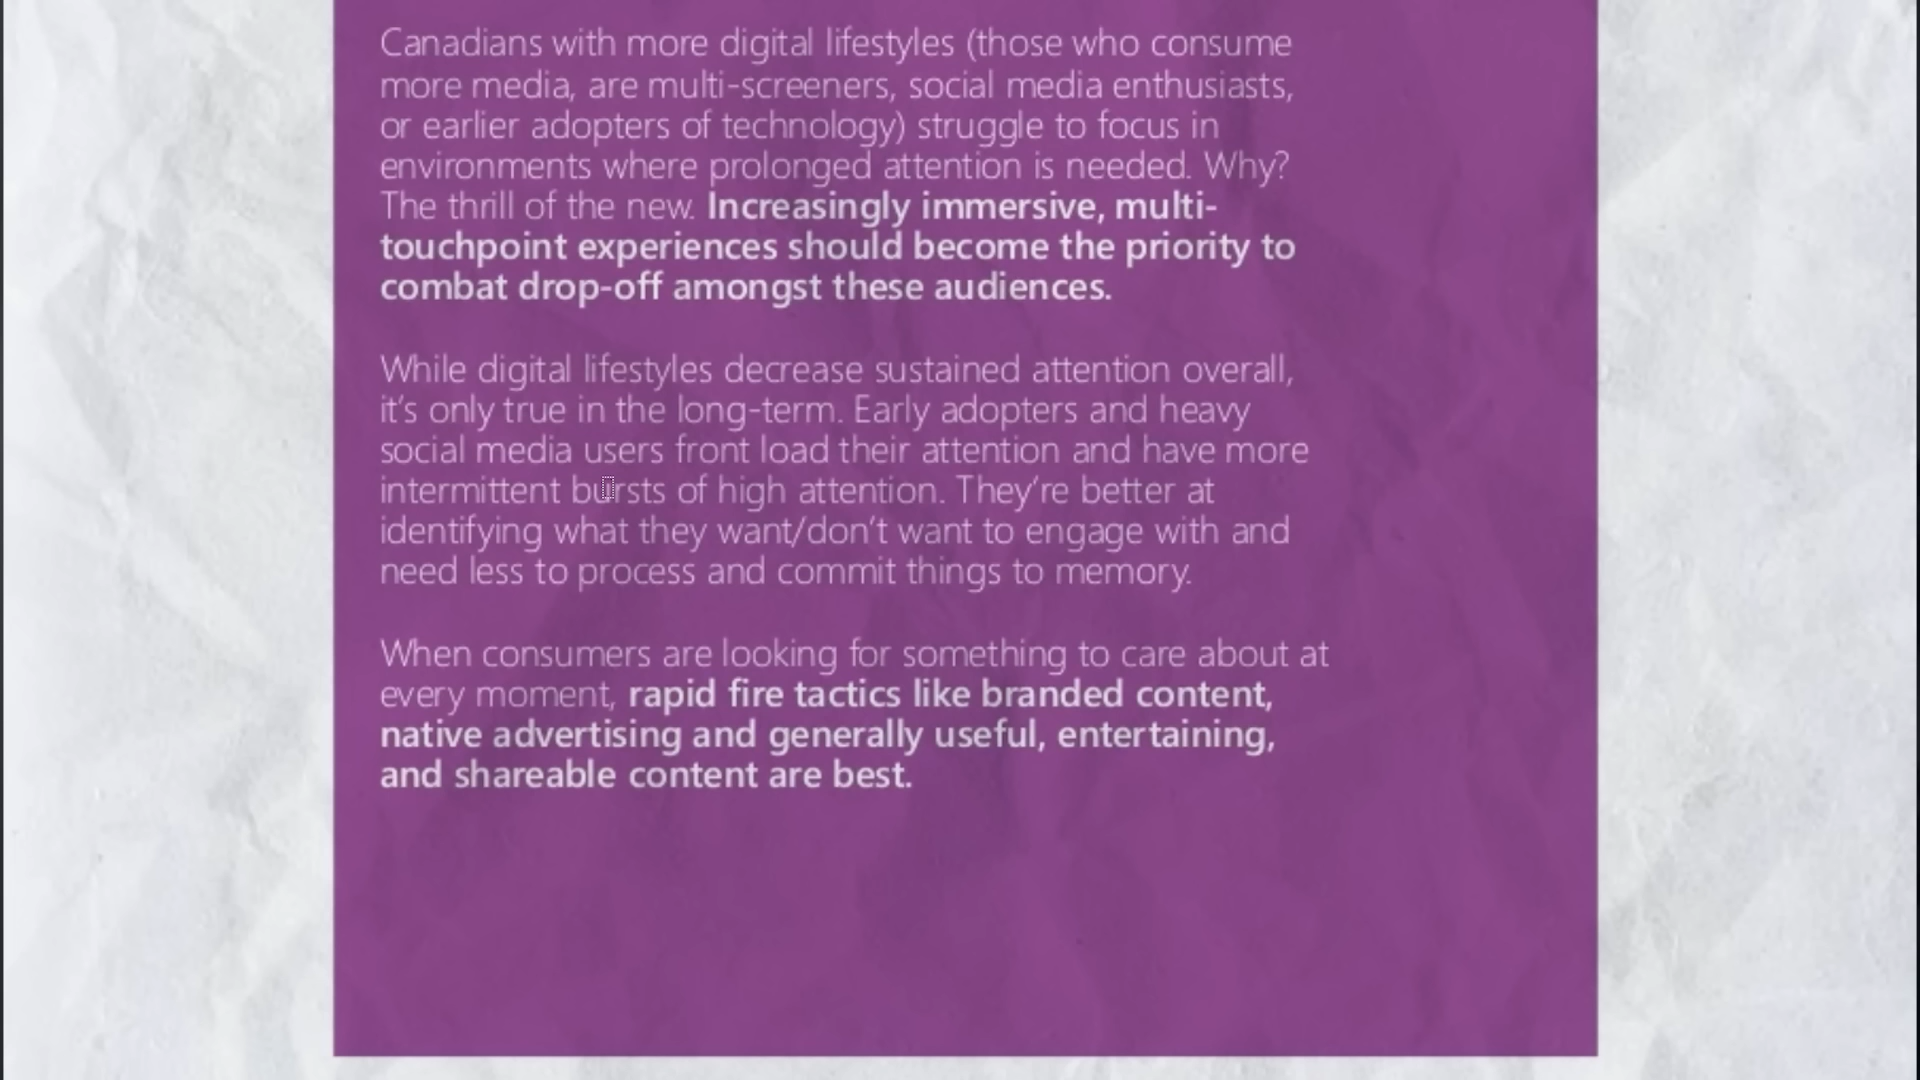 Canadians with more digital lifestyles (those who consume
more media, are multi-screeners, social media enthusiasts,
or earlier adopters of technology) struggle to focus in
environments where prolonged attention is needed. Why?
The thrill of the new. Increasingly immersive, multi-
touchpoint experiences should become the priority to
combat drop-off amongst these audiences.
While digital lifestyles decrease sustained attention overall,
it's only true in the long-term. Early adopters and heavy
social media users front load their attention and have more
intermittent bursts of high attention. They're better at
identifying what they want/don't want to engage with and
need less to process and commit things to memory.
When consumers are looking for something to care about at
every moment, rapid fire tactics like branded content,
native advertising and generally useful, entertaining,
and shareable content are best.